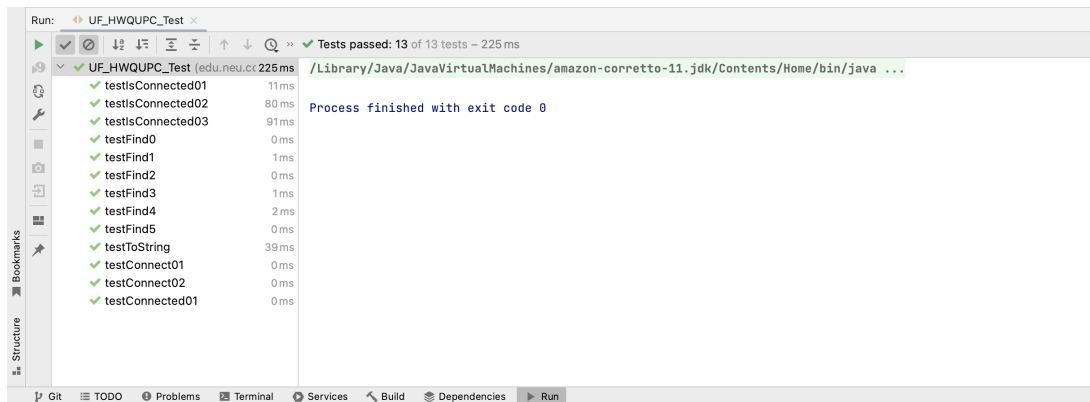 Run: UF_HWQUPC_Test
Tests passed: 13 of 13 tests – 225 ms
UF_HWQUPC_Test (edu.neu.cc 225 ms
/Library/Java/JavaVirtualMachines/amazon-corretto-11.jdk/Contents/Home/bin/java ...
testIsConnected01 11 ms
testIsConnected02 80 ms
Process finished with exit code 0
testIsConnected03 91 ms
testFind0 0 ms
testFind1 1 ms
testFind2 0 ms
testFind3 1 ms
testFind4 2 ms
testFind5 0 ms
testToString 39 ms
testConnect01 0 ms
testConnect02 0 ms
testConnected01 0 ms
Bookmarks
Structure
Git TODO Problems Terminal Services Build Dependencies Run